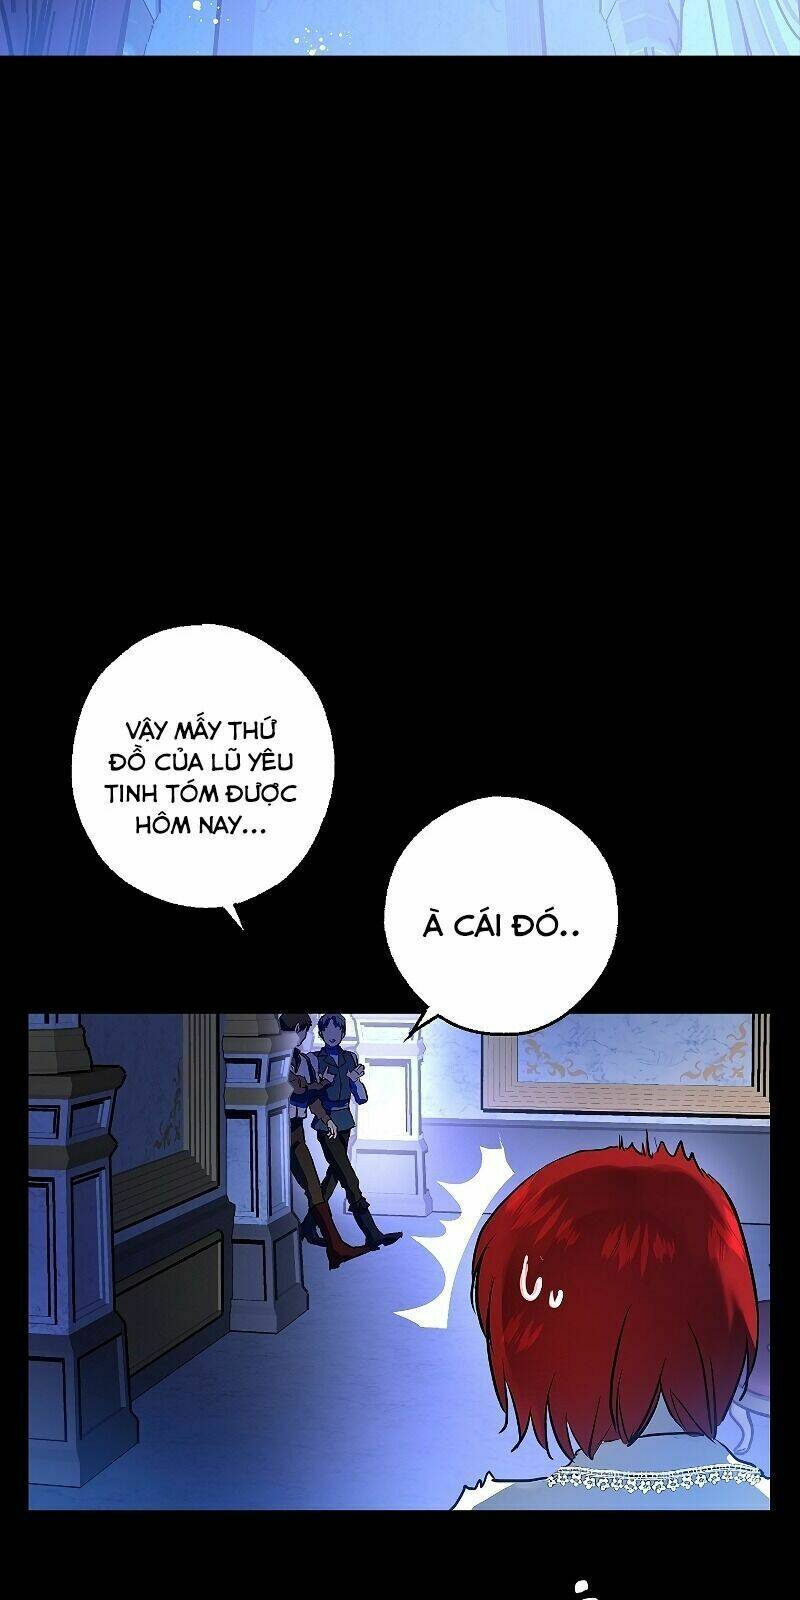 VẬY MẤY THỨ
ĐỒ CỦA LŨ YÊU
TINH TÓM ĐƯỢC
HÔM NAY...
À CÁI ĐÓ..